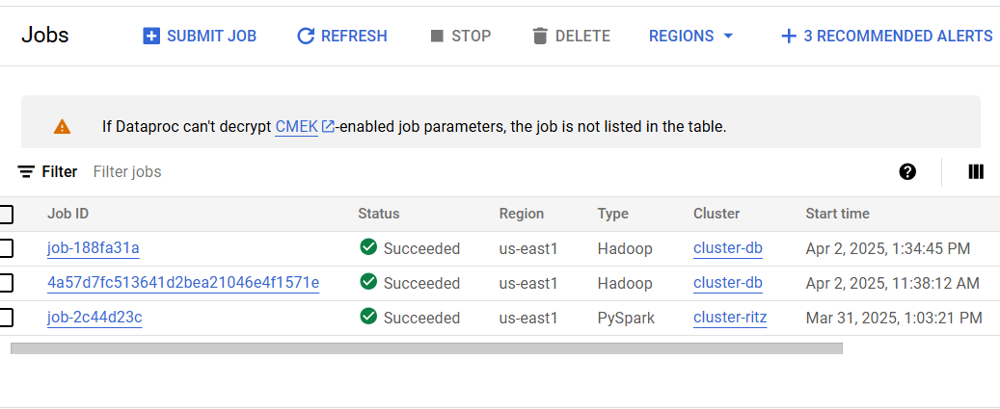 Jobs SUBMIT JOB REFRESH STOP DELETE REGIONS 3 RECOMMENDED ALERTS
If Dataproc can't decrypt CMEK-enabled job parameters, the job is not listed in the table.
Filter Filter jobs
Job ID Status Region Type Cluster Start time
job-188fa31a Succeeded us-east1 Hadoop cluster-db Apr 2, 2025, 1:34:45 PM
4a57d7fc513641d2bea21046e4f1571e Succeeded us-east1 Hadoop cluster-db Apr 2, 2025, 11:38:12 AM
job-2c44d23c Succeeded us-east1 PySpark cluster-ritz Mar 31, 2025, 1:03:21 PM